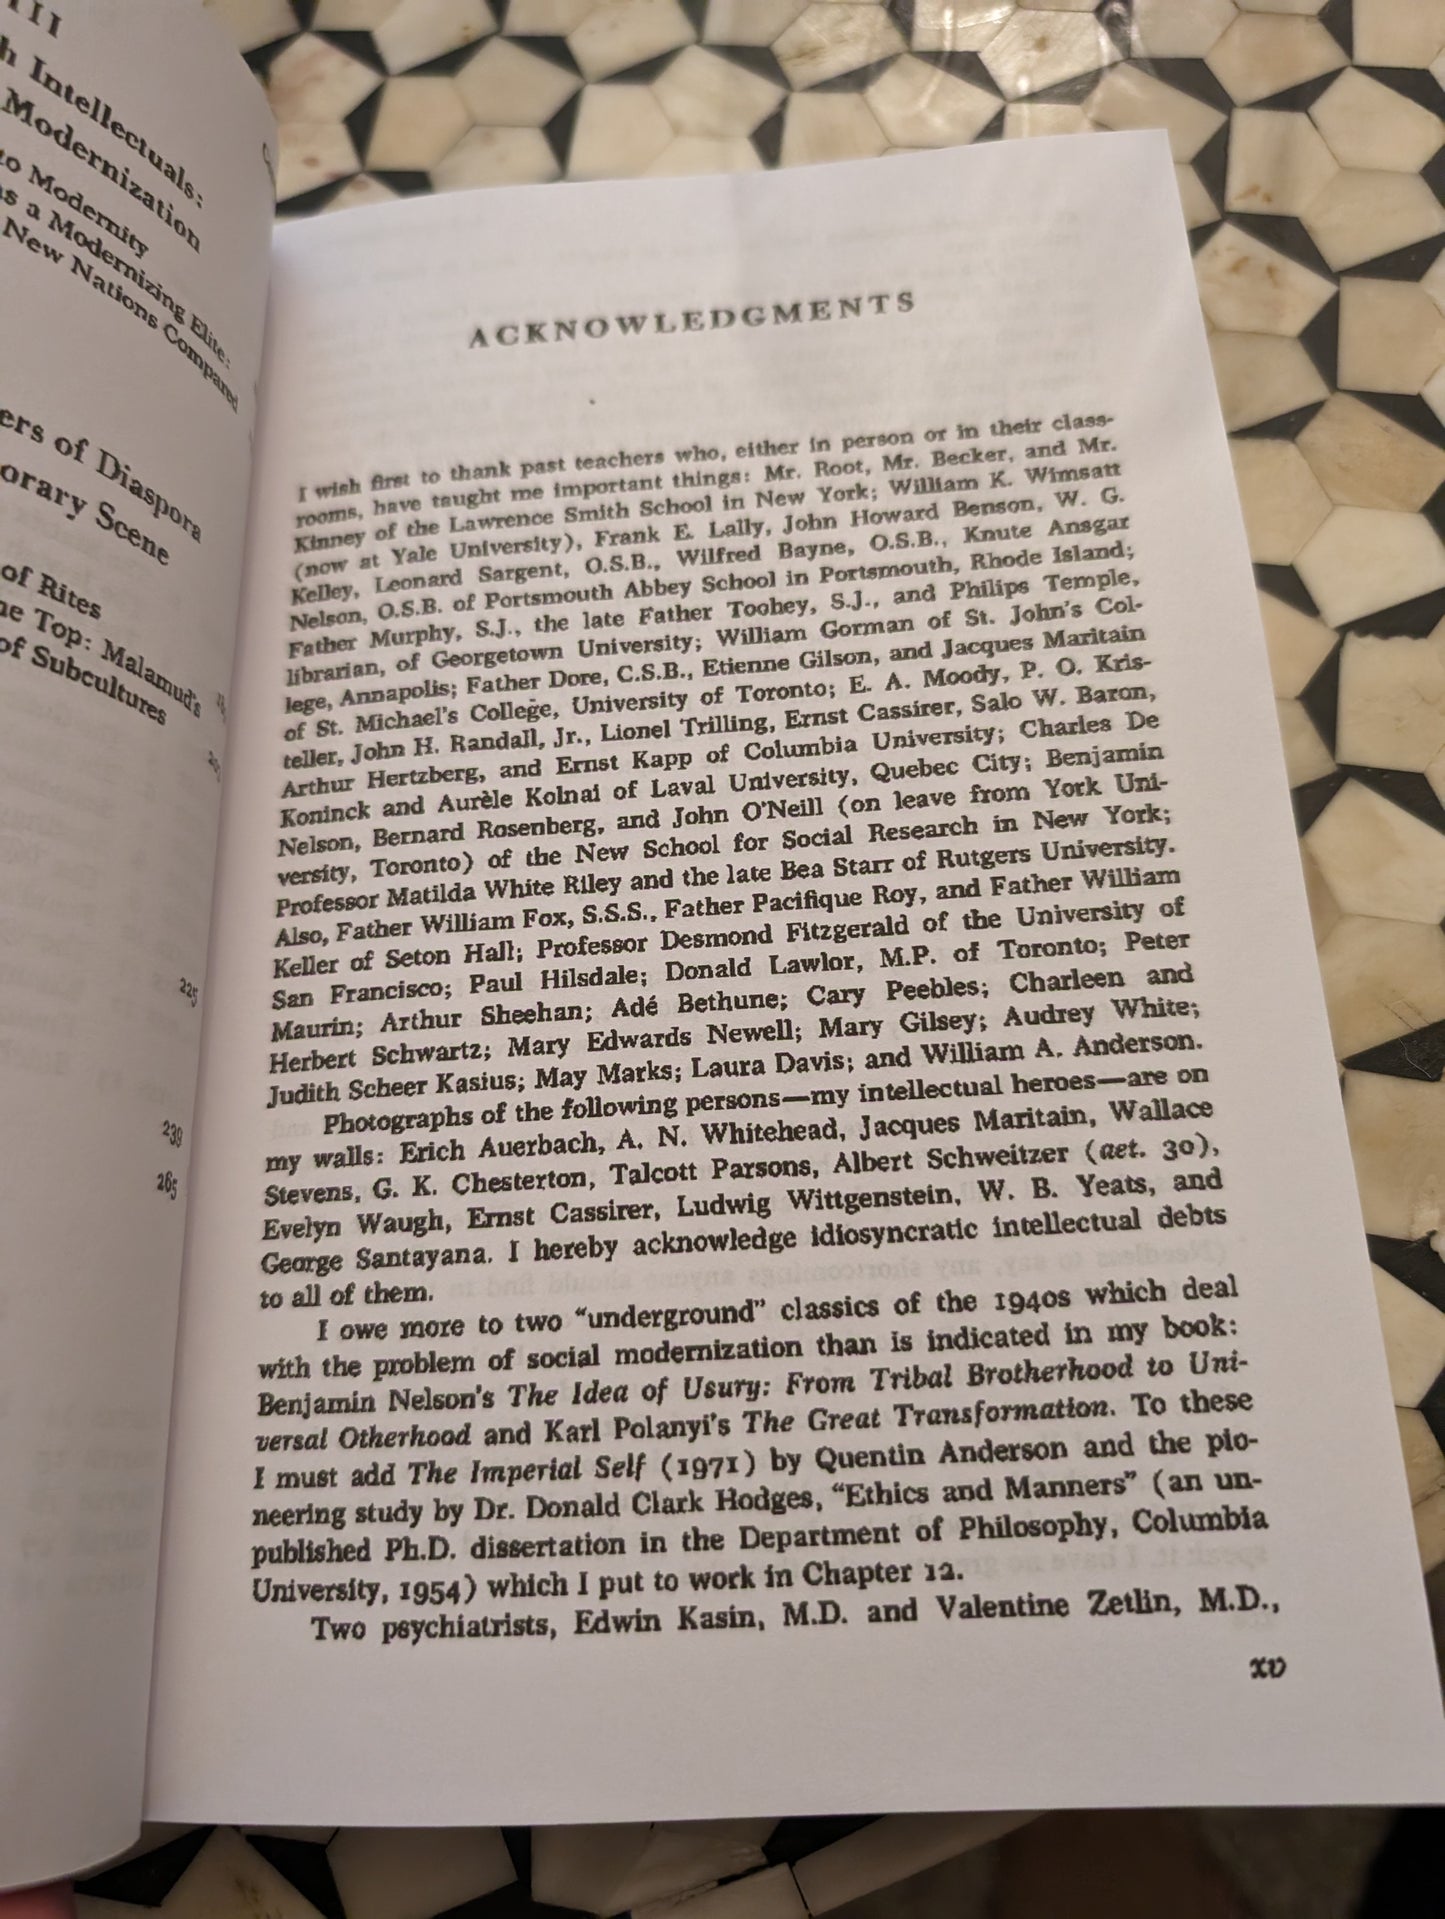 III
h Intellectuals:
Modernization
to Modernity
as a Modernizing Elite:
New Nations Compared
ers of Diaspora
orary Scene
of Rites
he Top: Malamud's
of Subcultures
225
239
265
ACKNOWLEDGMENTS
I wish first to thank past teachers who, either in person or in their class-
rooms, have taught me important things: Mr. Root, Mr. Becker, and Mr.
Kinney of the Lawrence Smith School in New York; William K. Wimsatt
(now at Yale University), Frank E. Lally, John Howard Benson, W. G.
Kelley, Leonard Sargent, O.S.B., Wilfred Bayne, O.S.B., Knute Ansgar
Nelson, O.S.B. of Portsmouth Abbey School in Portsmouth, Rhode Island;
Father Murphy, S.J., the late Father Toohey, S.J., and Philips Temple,
librarian, of Georgetown University; William Gorman of St. John's Col-
lege, Annapolis; Father Dore, C.S.B., Etienne Gilson, and Jacques Maritain
of St. Michael's College, University of Toronto; E. A. Moody, P. O. Kris-
teller, John H. Randall, Jr., Lionel Trilling, Ernst Cassirer, Salo W. Baron,
Arthur Hertzberg, and Ernst Kapp of Columbia University; Charles De
Koninck and Aurèle Kolnai of Laval University, Quebec City; Benjamin
Nelson, Bernard Rosenberg, and John O'Neill (on leave from York Uni-
versity, Toronto) of the New School for Social Research in New York;
Professor Matilda White Riley and the late Bea Starr of Rutgers University.
Also, Father William Fox, S.S.S., Father Pacifique Roy, and Father William
Keller of Seton Hall; Professor Desmond Fitzgerald of the University of
San Francisco; Paul Hilsdale; Donald Lawlor, M.P. of Toronto; Peter
Maurin; Arthur Sheehan; Adé Bethune; Cary Peebles; Charleen and
Herbert Schwartz; Mary Edwards Newell; Mary Gilsey; Audrey White;
Judith Scheer Kasius; May Marks; Laura Davis; and William A. Anderson.
Photographs of the following persons—my intellectual heroes—are on
my walls: Erich Auerbach, A. N. Whitehead, Jacques Maritain, Wallace
Stevens, G. K. Chesterton, Talcott Parsons, Albert Schweitzer (aet. 30),
Evelyn Waugh, Ernst Cassirer, Ludwig Wittgenstein, W. B. Yeats, and
George Santayana. I hereby acknowledge idiosyncratic intellectual debts
to all of them.
I owe more to two “underground” classics of the 1940s which deal
with the problem of social modernization than is indicated in my book:
Benjamin Nelson's The Idea of Usury: From Tribal Brotherhood to Uni-
versal Otherhood and Karl Polanyi's The Great Transformation. To these
I must add The Imperial Self (1971) by Quentin Anderson and the pio-
neering study by Dr. Donald Clark Hodges, “Ethics and Manners” (an un-
published Ph.D. dissertation in the Department of Philosophy, Columbia
University, 1954) which I put to work in Chapter 12.
Two psychiatrists, Edwin Kasin, M.D. and Valentine Zetlin, M.D.,
xv